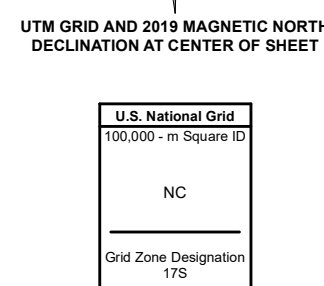 UTM GRID AND 2019 MAGNETIC NORTH
DECLINATION AT CENTER OF SHEET
U.S. National Grid
100,000 - m Square ID
NC
Grid Zone Designation
17S